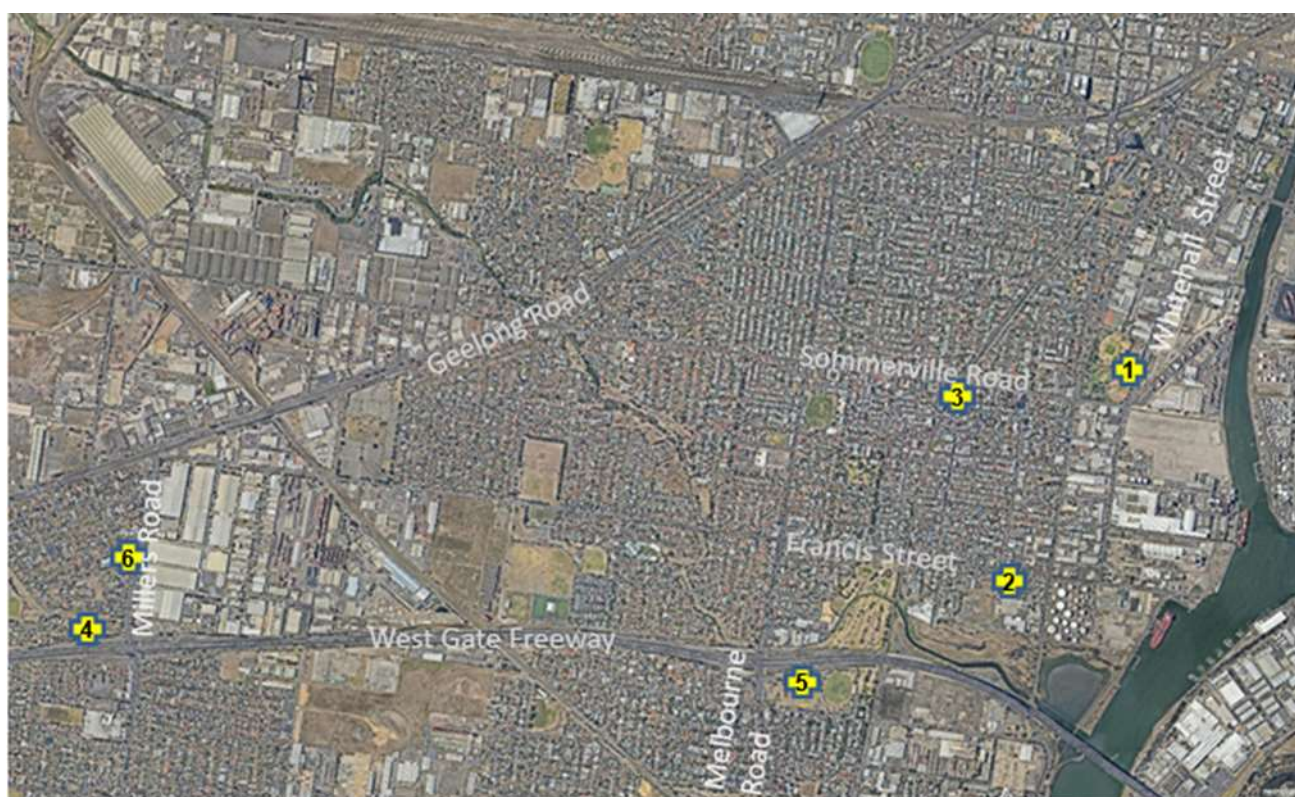 Whitehall Street
Geelong Road
Sommerville Road
1
3
Millers Road
Francis Street
6
2
4
West Gate Freeway
Melbourne
Road
5